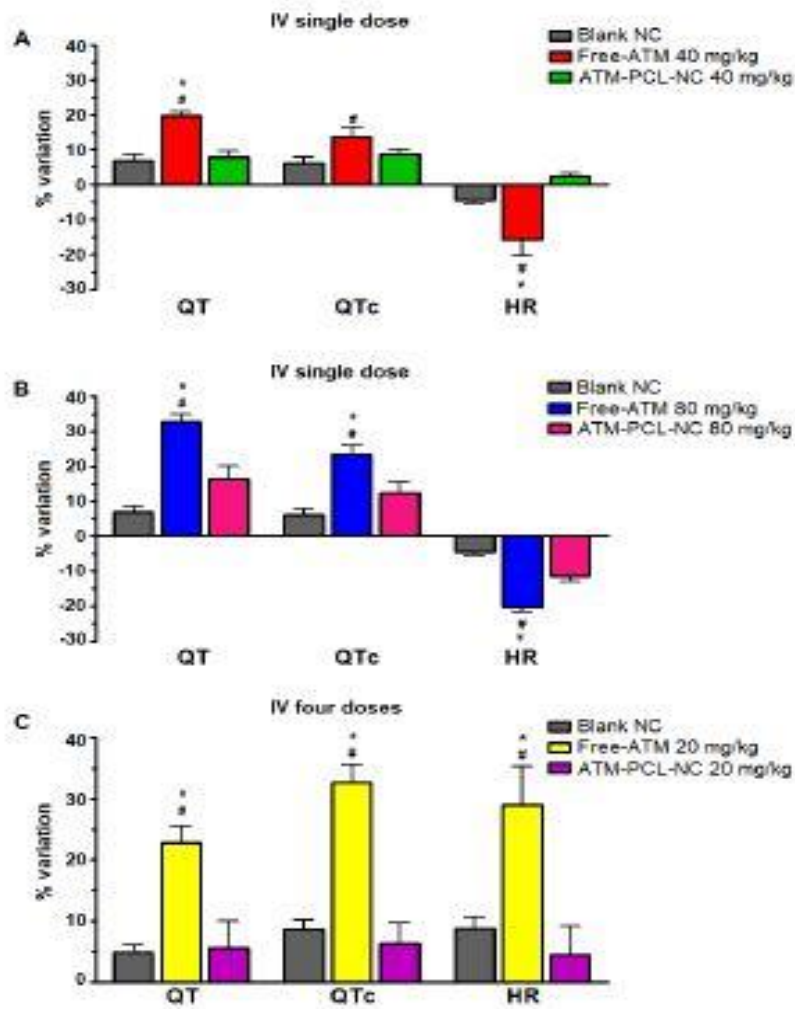 A
IV single dose
Blank NC
Free-ATM 40 mg/kg
ATM-PCL-NC 40 mg/kg
% variation
40
30
20
10
0
-10
-20
-30
*
#
#
#
*
QT QTc HR
B
IV single dose
Blank NC
Free-ATM 80 mg/kg
ATM-PCL-NC 80 mg/kg
% variation
40
30
20
10
0
-10
-20
-30
*
#
*
#
#
*
QT QTc HR
C
IV four doses
Blank NC
Free-ATM 20 mg/kg
ATM-PCL-NC 20 mg/kg
% variation
40
30
20
10
0
*
#
*
#
*
#
QT QTc HR